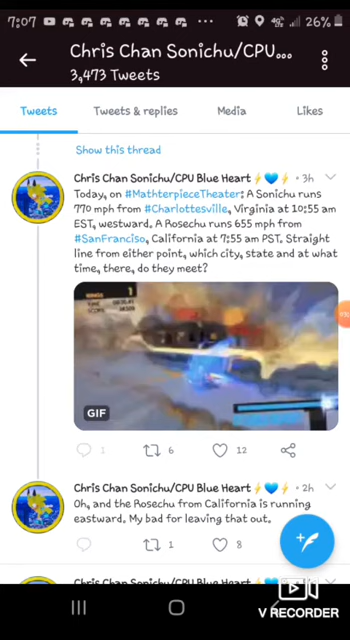 7:07
26%
Chris Chan Sonichu/CPU...
3,473 Tweets
Tweets
Tweets & replies
Media
Likes
Show this thread
Chris Chan Sonichu/CPU Blue Heart⚡💙⚡ • 3h
Today, on #MathterpieceTheater: A Sonichu runs
770 mph from #Charlottesville, Virginia at 10:55 am
EST, westward. A Rosechu runs 655 mph from
#SanFranciso, California at 7:55 am PST. Straight
line from either point, which city, state and at what
time, there, do they meet?
GIF
1
6
12
Chris Chan Sonichu/CPU Blue Heart⚡💙⚡ • 2h
Oh, and the Rosechu from California is running
eastward. My bad for leaving that out.
1
8
Chris Chan Sonichu/CPU Blue Heart
V RECORDER